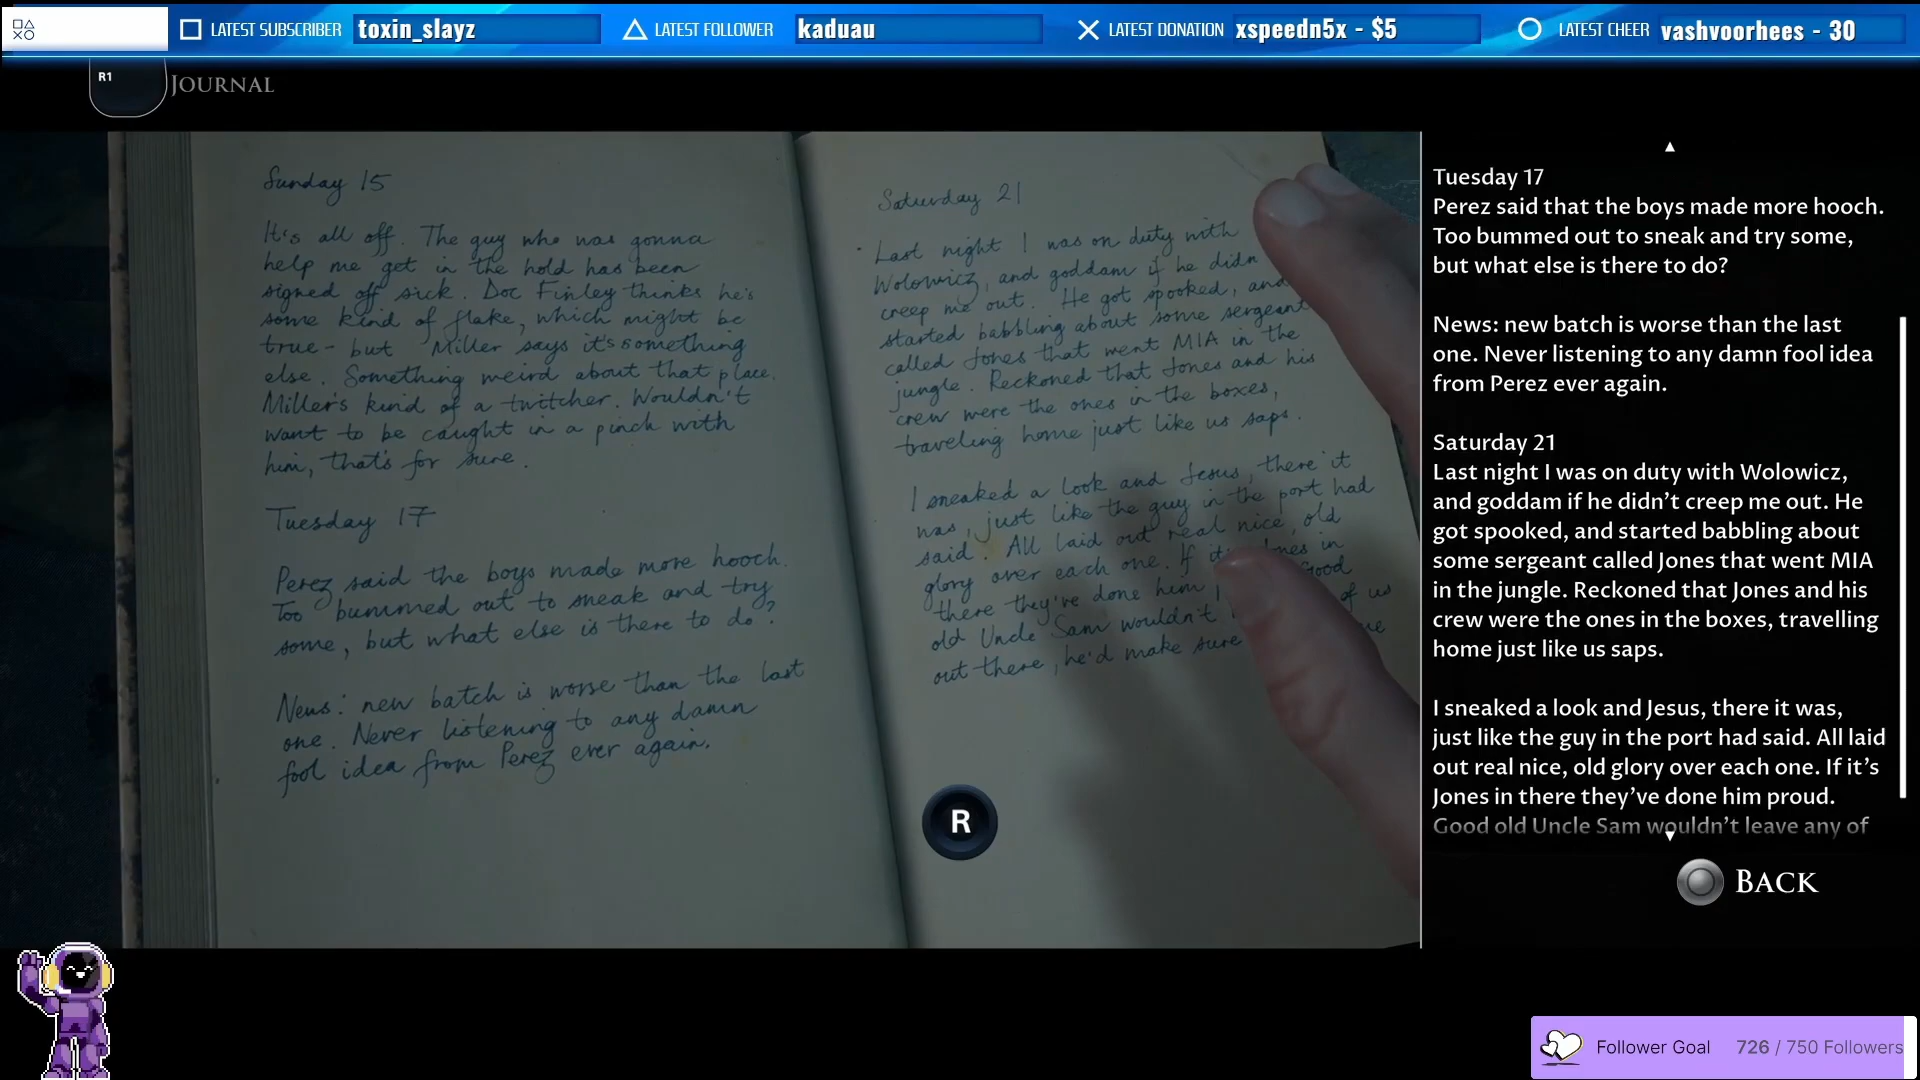 LATEST SUBSCRIBER toxin_slayz
LATEST FOLLOWER kaduau
LATEST DONATION xspeedn5x - $5
LATEST CHEER vashvoorhees - 30
R1
JOURNAL
Sunday 15
It's all off. The guy who was gonna
help me get in the hold has been
signed off sick. Doc Finley thinks he's
some kind of flake, which might be
true - but Miller says it's something
else. Something weird about that place.
Miller's kind of a twitcher. Wouldn't
want to be caught in a pinch with
him, that's for sure.
Tuesday 17
Perez said the boys made more hooch.
Too bummed out to sneak and try
some, but what else is there to do?
News: new batch is worse than the last
one. Never listening to any damn
fool idea from Perez ever again.
Saturday 21
Last night I was on duty with
Wolowicz, and goddam if he didn
creep me out. He got spooked, and
started babbling about some sergeant
called Jones that went MIA in the
jungle. Reckoned that Jones and his
crew were the ones in the boxes,
traveling home just like us saps.
I sneaked a look and Jesus, there it
was, just like the guy in the port had
said. All laid out real nice, old
glory over each one. If in
there they've done him Good
old Uncle Sam wouldn't of us
out there, he'd make sure
R
Tuesday 17
Perez said that the boys made more hooch.
Too bummed out to sneak and try some,
but what else is there to do?
News: new batch is worse than the last
one. Never listening to any damn fool idea
from Perez ever again.
Saturday 21
Last night I was on duty with Wolowicz,
and goddam if he didn't creep me out. He
got spooked, and started babbling about
some sergeant called Jones that went MIA
in the jungle. Reckoned that Jones and his
crew were the ones in the boxes, travelling
home just like us saps.
I sneaked a look and Jesus, there it was,
just like the guy in the port had said. All laid
out real nice, old glory over each one. If it's
Jones in there they've done him proud.
Good old Uncle Sam wouldn't leave any of
BACK
Follower Goal 726 / 750 Followers